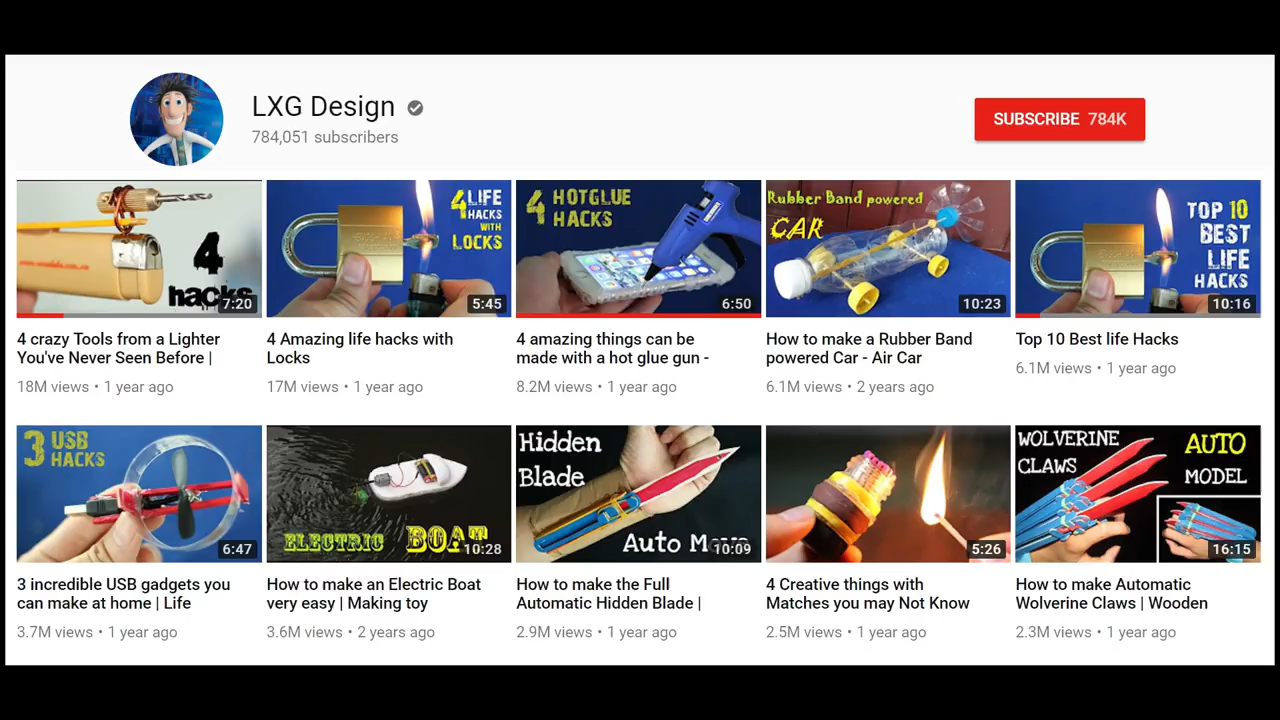 LXG Design
784,051 subscribers
SUBSCRIBE 784K
4
hacks
7:20
4 LIFE
HACKS
WITH
LOCKS
5:45
4 HOTGLUE
HACKS
6:50
Rubber Band powered
CAR
10:23
TOP 10
BEST
LIFE
HACKS
10:16
4 crazy Tools from a Lighter
You've Never Seen Before |
18M views • 1 year ago
4 Amazing life hacks with
Locks
17M views • 1 year ago
4 amazing things can be
made with a hot glue gun -
8.2M views • 1 year ago
How to make a Rubber Band
powered Car - Air Car
6.1M views • 2 years ago
Top 10 Best life Hacks
6.1M views • 1 year ago
3 USB
HACKS
6:47
ELECTRIC BOAT
10:28
Hidden
Blade
Auto Move
10:09
5:26
WOLVERINE
CLAWS
AUTO
MODEL
16:15
3 incredible USB gadgets you
can make at home | Life
3.7M views • 1 year ago
How to make an Electric Boat
very easy | Making toy
3.6M views • 2 years ago
How to make the Full
Automatic Hidden Blade |
2.9M views • 1 year ago
4 Creative things with
Matches you may Not Know
2.5M views • 1 year ago
How to make Automatic
Wolverine Claws | Wooden
2.3M views • 1 year ago